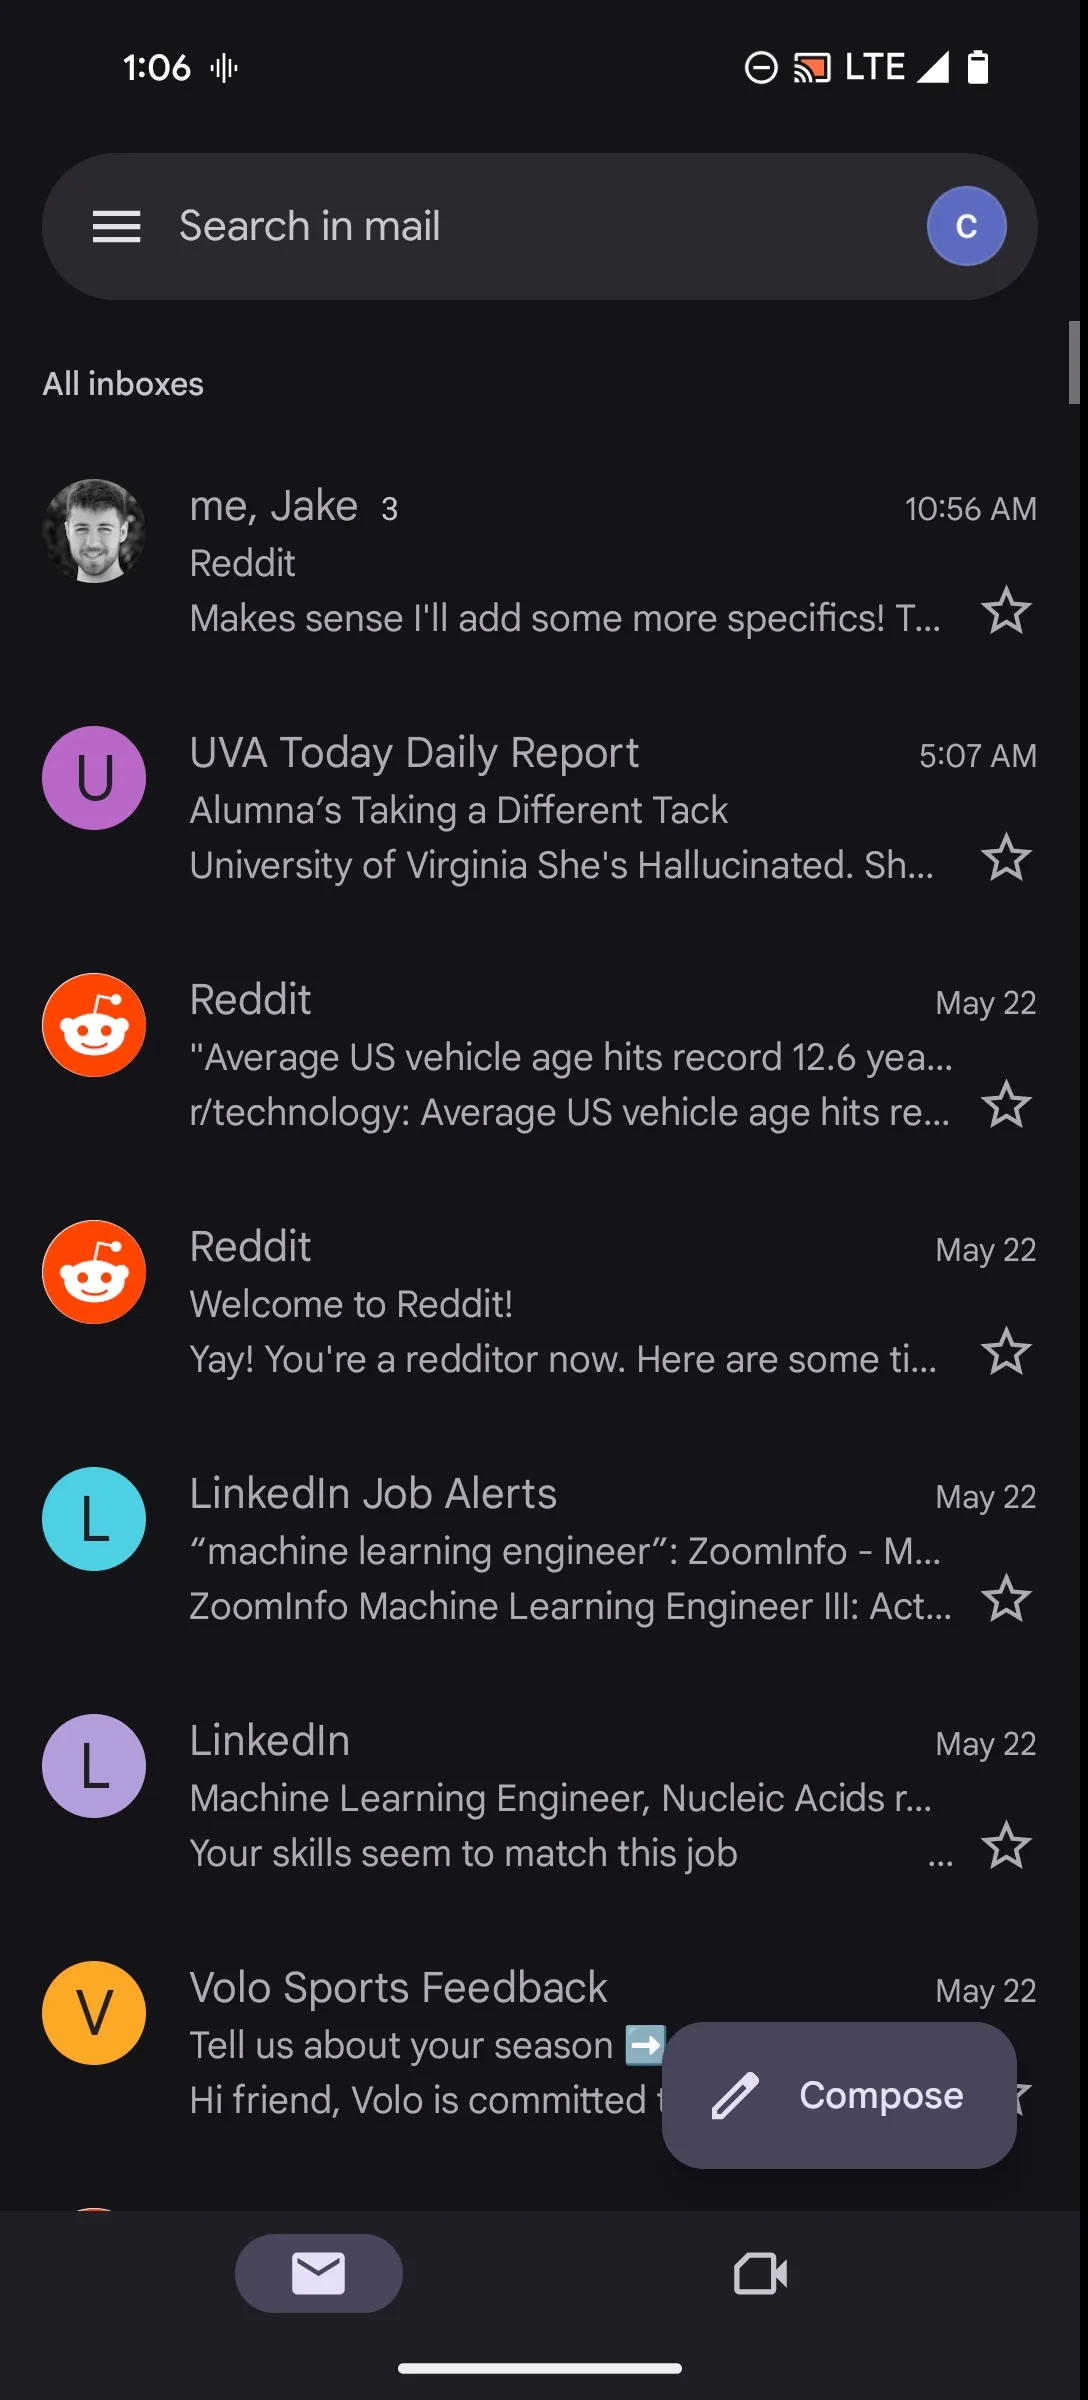 1:06 LTE
Search in mail C
All inboxes
me, Jake 3 10:56 AM
Reddit
Makes sense I'll add some more specifics! T...
U UVA Today Daily Report 5:07 AM
Alumna’s Taking a Different Tack
University of Virginia She's Hallucinated. Sh...
Reddit May 22
"Average US vehicle age hits record 12.6 yea...
r/technology: Average US vehicle age hits re...
Reddit May 22
Welcome to Reddit!
Yay! You're a redditor now. Here are some ti...
L LinkedIn Job Alerts May 22
“machine learning engineer”: ZoomInfo - M...
ZoomInfo Machine Learning Engineer III: Act...
L LinkedIn May 22
Machine Learning Engineer, Nucleic Acids r...
Your skills seem to match this job ...
V Volo Sports Feedback May 22
Tell us about your season ➡️
Hi friend, Volo is committed
Compose